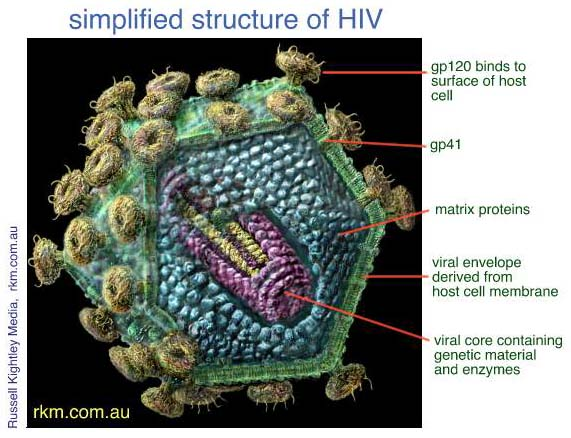 simplified structure of HIV
gp120 binds to
surface of host
cell
gp41
matrix proteins
viral envelope
derived from
host cell membrane
viral core containing
genetic material
and enzymes
Russell Kightley Media, rkm.com.au
rkm.com.au